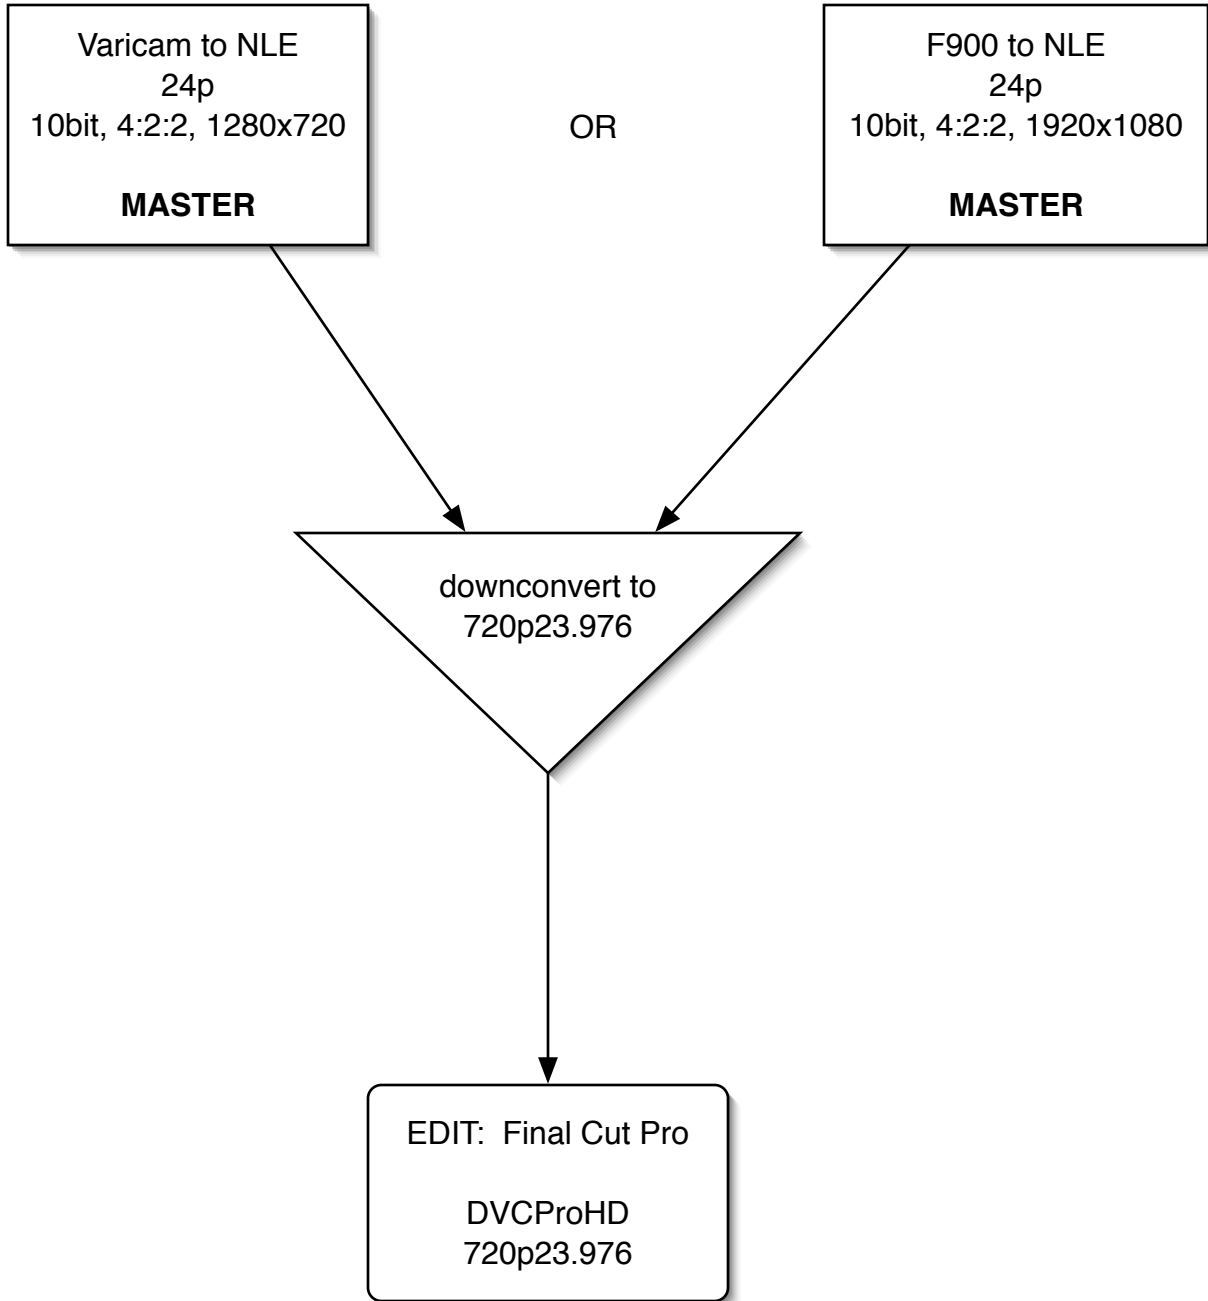 Varicam to NLE
24p
10bit, 4:2:2, 1280x720
MASTER
OR
F900 to NLE
24p
10bit, 4:2:2, 1920x1080
MASTER
downconvert to
720p23.976
EDIT:  Final Cut Pro
DVCProHD
720p23.976